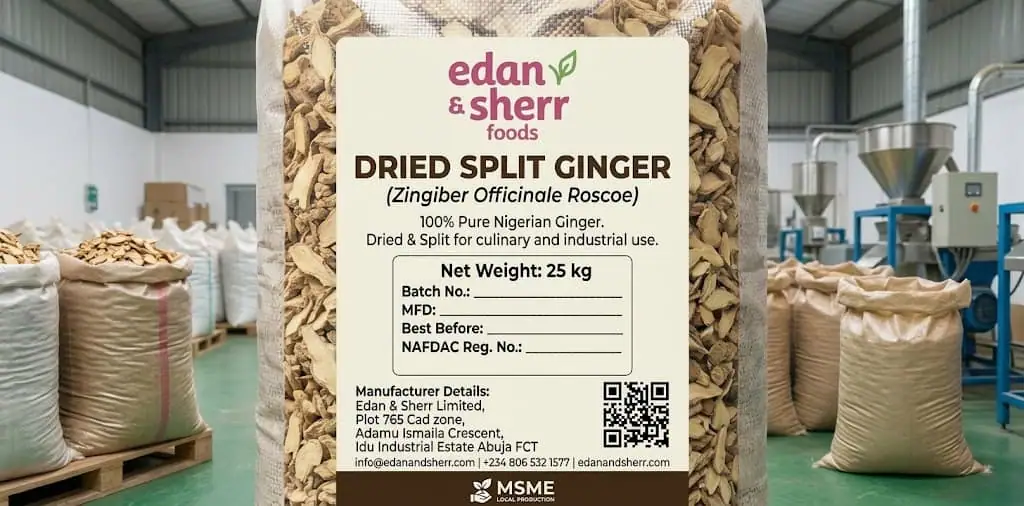 edan
& sherr
foods
DRIED SPLIT GINGER
(Zingiber Officinale Roscoe)
100% Pure Nigerian Ginger.
Dried & Split for culinary and industrial use.
Net Weight: 25 kg
Batch No.:
MFD:
Best Before:
NAFDAC Reg. No.:
Manufacturer Details:
Edan & Sherr Limited,
Plot 765 Cad zone,
Adamu Ismaila Crescent,
Idu Industrial Estate Abuja FCT
info@edanandsherr.com | +234 806 532 1577 | edanandsherr.com
MSME
LOCAL PRODUCTION